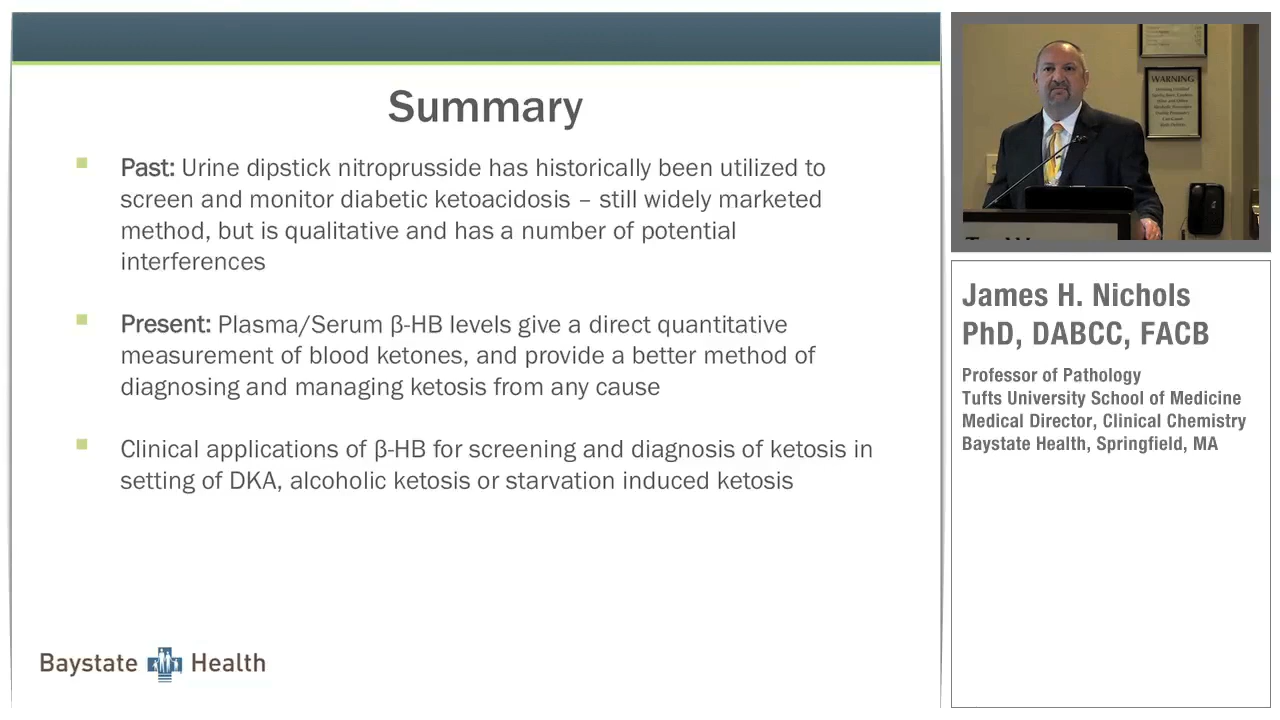 Summary
Past: Urine dipstick nitroprusside has historically been utilized to
screen and monitor diabetic ketoacidosis – still widely marketed
method, but is qualitative and has a number of potential
interferences
Present: Plasma/Serum β-HB levels give a direct quantitative
measurement of blood ketones, and provide a better method of
diagnosing and managing ketosis from any cause
Clinical applications of β-HB for screening and diagnosis of ketosis in
setting of DKA, alcoholic ketosis or starvation induced ketosis
Baystate Health
WARNING
James H. Nichols
PhD, DABCC, FACB
Professor of Pathology
Tufts University School of Medicine
Medical Director, Clinical Chemistry
Baystate Health, Springfield, MA